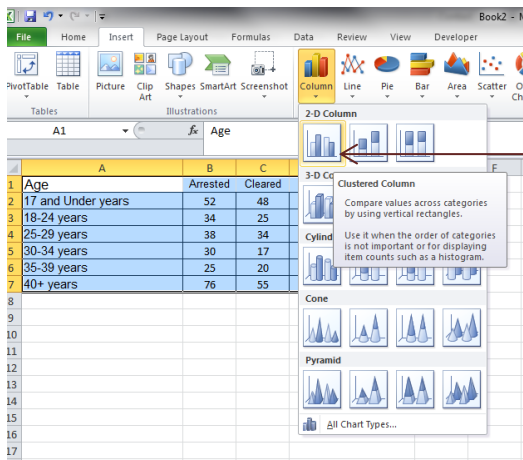 Book2 -
File Home Insert Page Layout Formulas Data Review View Developer
PivotTable Table Picture Clip Art Shapes SmartArt Screenshot Column Line Pie Bar Area Scatter
Tables Illustrations
A1 fx Age
2-D Column
A B C F
1 Age Arrested Cleared
2 17 and Under years 52 48
3 18-24 years 34 25
4 25-29 years 38 34
5 30-34 years 30 17
6 35-39 years 25 20
7 40+ years 76 55
8
9
10
11
12
13
14
15
16
17
3-D Co
Clustered Column
Compare values across categories
by using vertical rectangles.
Use it when the order of categories
is not important or for displaying
item counts such as a histogram.
Cylind
Cone
Pyramid
All Chart Types...